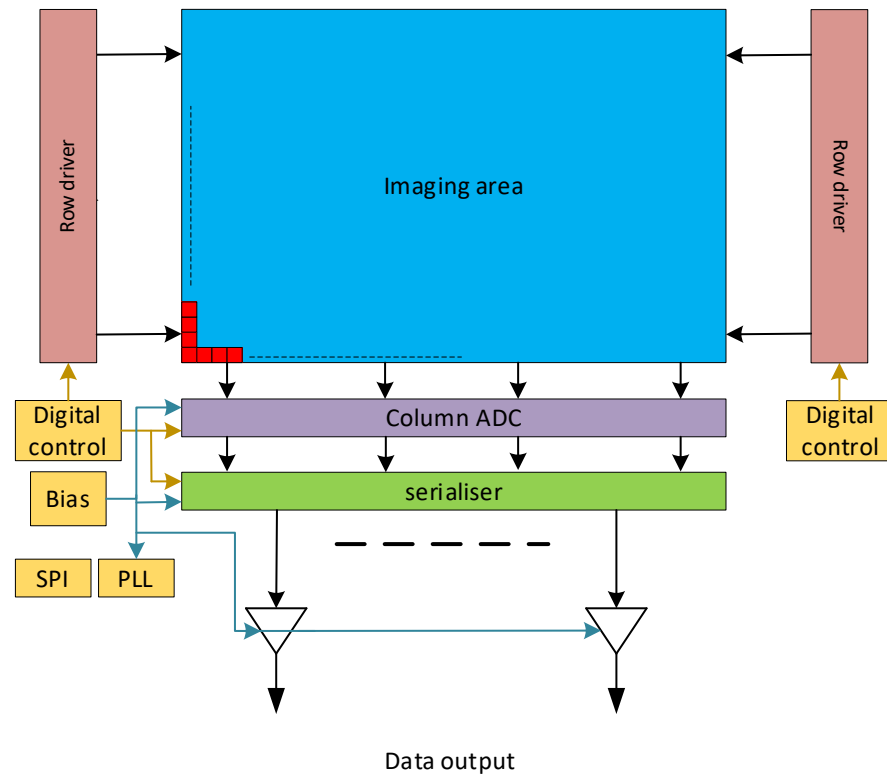 Row driver
Imaging area
Row driver
Digital
control
Column ADC
Digital
control
Bias
serialiser
SPI
PLL
Data output